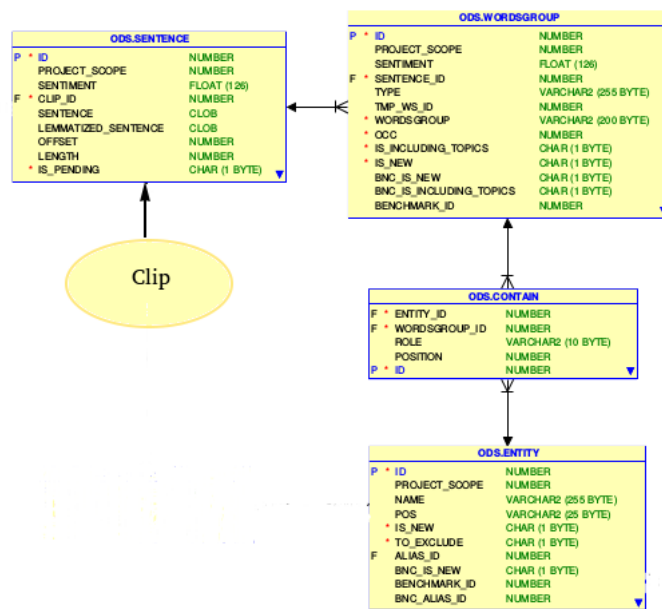 ODS.SENTENCE
P * ID NUMBER
PROJECT_SCOPE NUMBER
SENTIMENT FLOAT (126)
F * CLIP_ID NUMBER
SENTENCE CLOB
LEMMATIZED_SENTENCE CLOB
OFFSET NUMBER
LENGTH NUMBER
* IS_PENDING CHAR (1 BYTE)
ODS.WORDSGROUP
P * ID NUMBER
PROJECT_SCOPE NUMBER
SENTIMENT FLOAT (126)
F * SENTENCE_ID NUMBER
TYPE VARCHAR2 (255 BYTE)
TMP_WS_ID NUMBER
* WORDSGROUP VARCHAR2 (200 BYTE)
* OCC NUMBER
* IS_INCLUDING_TOPICS CHAR (1 BYTE)
* IS_NEW CHAR (1 BYTE)
BNC_IS_NEW CHAR (1 BYTE)
BNC_IS_INCLUDING_TOPICS CHAR (1 BYTE)
BENCHMARK_ID NUMBER
Clip
ODS.CONTAIN
F * ENTITY_ID NUMBER
F * WORDSGROUP_ID NUMBER
ROLE VARCHAR2 (10 BYTE)
POSITION NUMBER
P * ID NUMBER
ODS.ENTITY
P * ID NUMBER
PROJECT_SCOPE NUMBER
NAME VARCHAR2 (255 BYTE)
POS VARCHAR2 (25 BYTE)
* IS_NEW CHAR (1 BYTE)
* TO_EXCLUDE CHAR (1 BYTE)
F ALIAS_ID NUMBER
BNC_IS_NEW CHAR (1 BYTE)
BENCHMARK_ID NUMBER
BNC_ALIAS_ID NUMBER